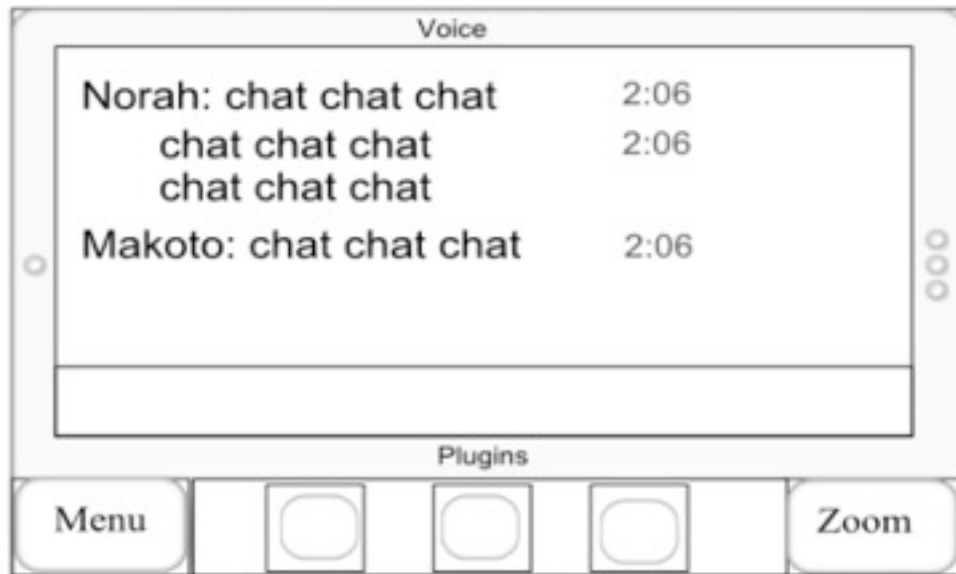 Voice
Norah: chat chat chat 2:06
chat chat chat 2:06
chat chat chat
Makoto: chat chat chat 2:06
Plugins
Menu
Zoom